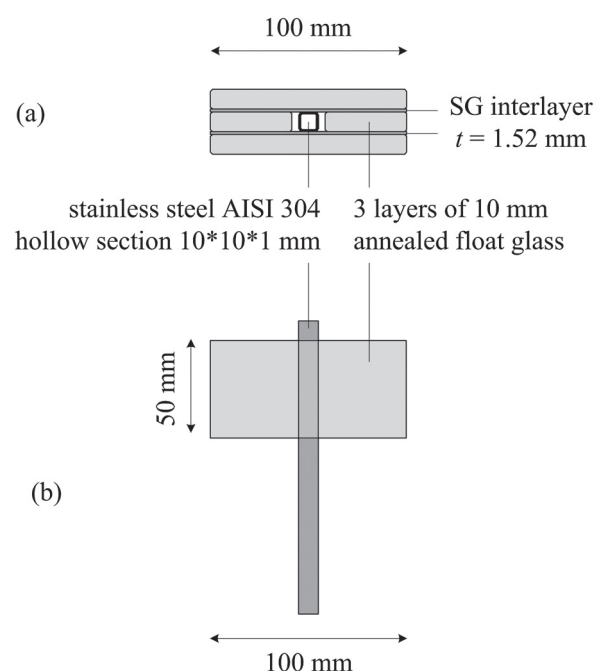 100 mm
(a)
SG interlayer
t = 1.52 mm
stainless steel AISI 304
hollow section 10*10*1 mm
3 layers of 10 mm
annealed float glass
50 mm
(b)
100 mm